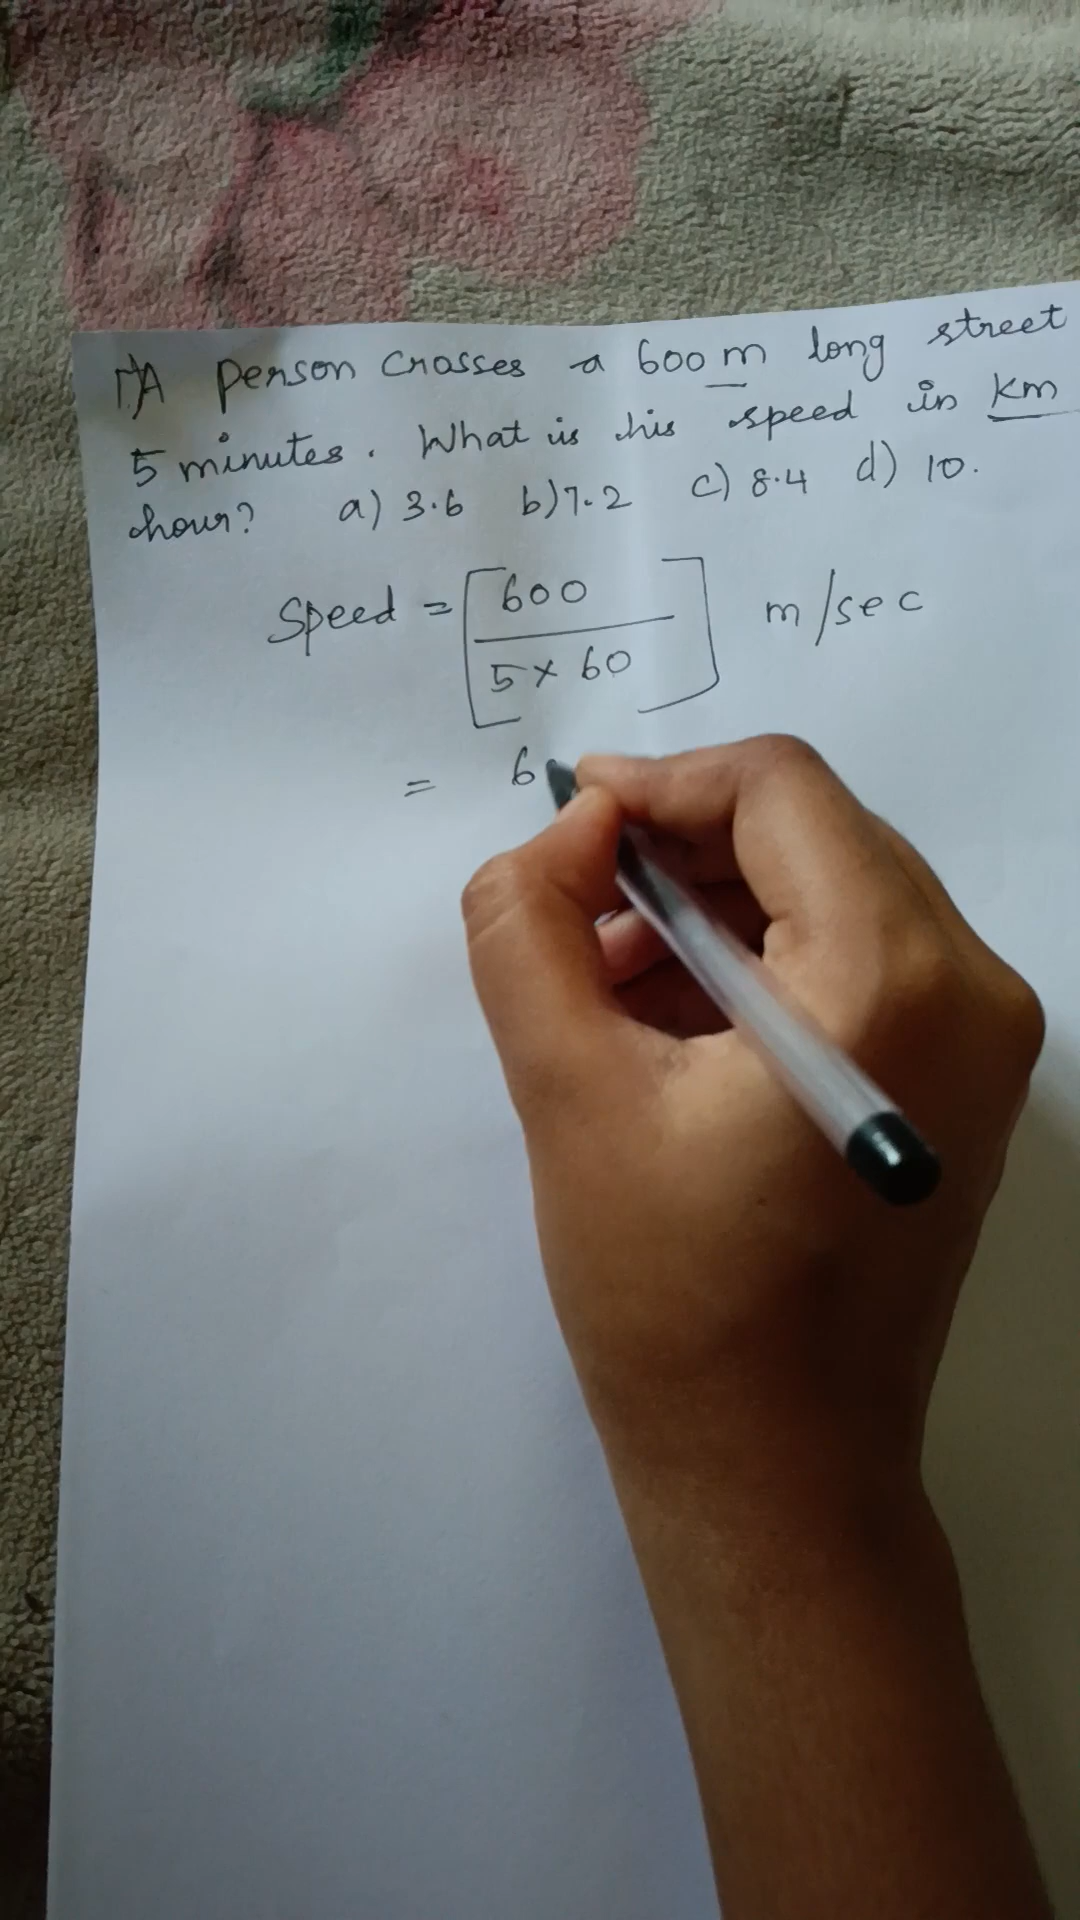 1) A person crosses a 600 m long street
5 minutes. What is his speed in km
hour? a) 3.6 b) 7.2 c) 8.4 d) 10.
Speed = [600 / 5 × 60] m/sec
= 6